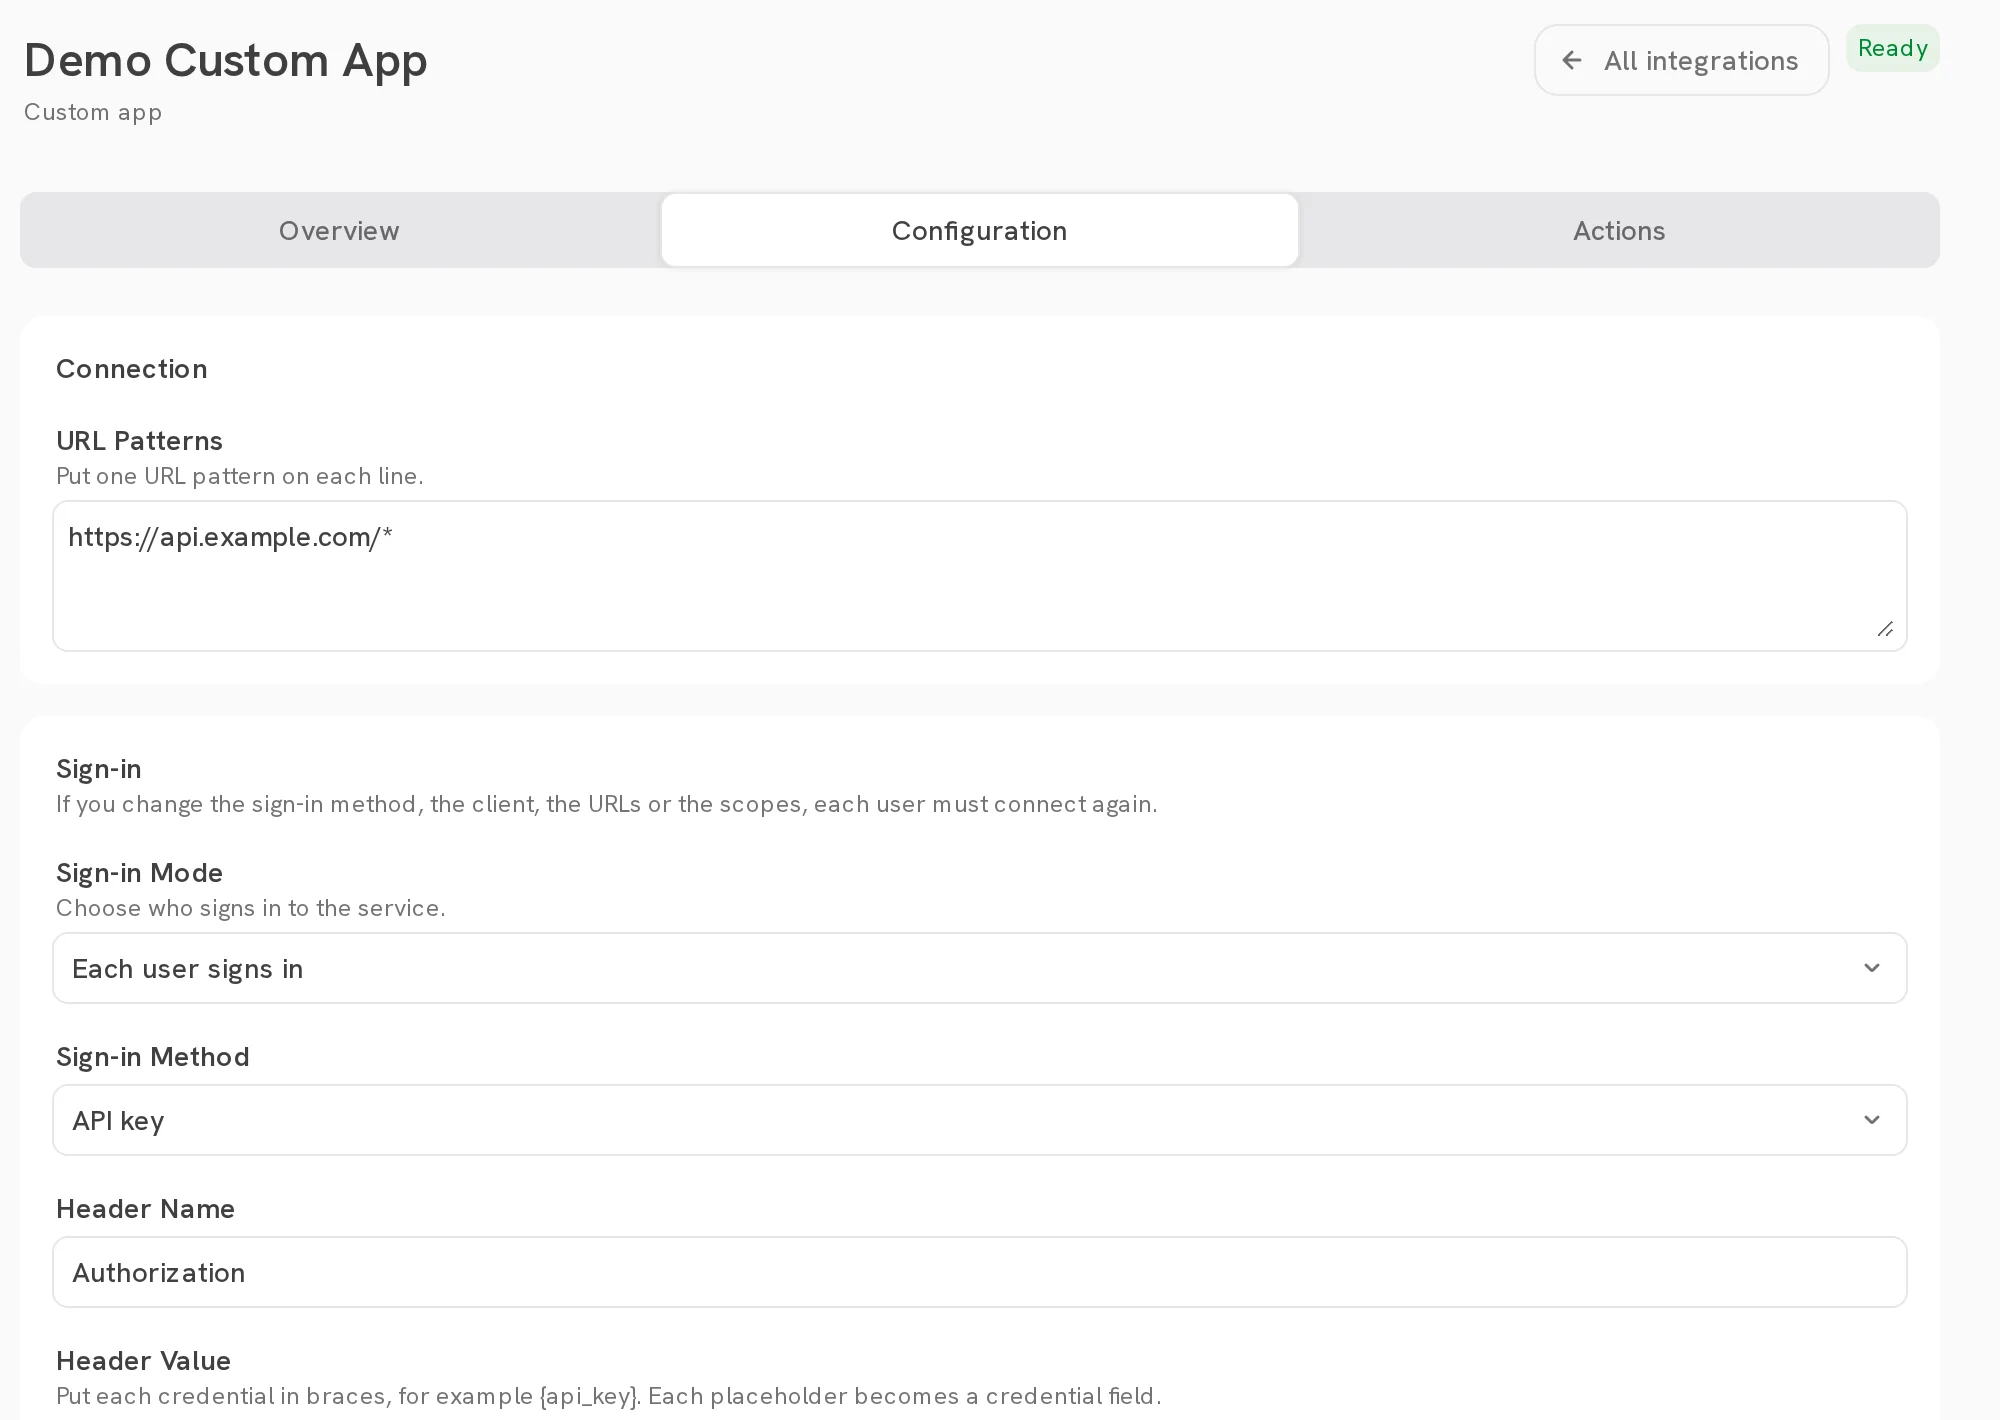 Demo Custom App
Custom app
All integrations
Ready
Overview
Configuration
Actions
Connection
URL Patterns
Put one URL pattern on each line.
https://api.example.com/*
Sign-in
If you change the sign-in method, the client, the URLs or the scopes, each user must connect again.
Sign-in Mode
Choose who signs in to the service.
Each user signs in
Sign-in Method
API key
Header Name
Authorization
Header Value
Put each credential in braces, for example {api_key}. Each placeholder becomes a credential field.